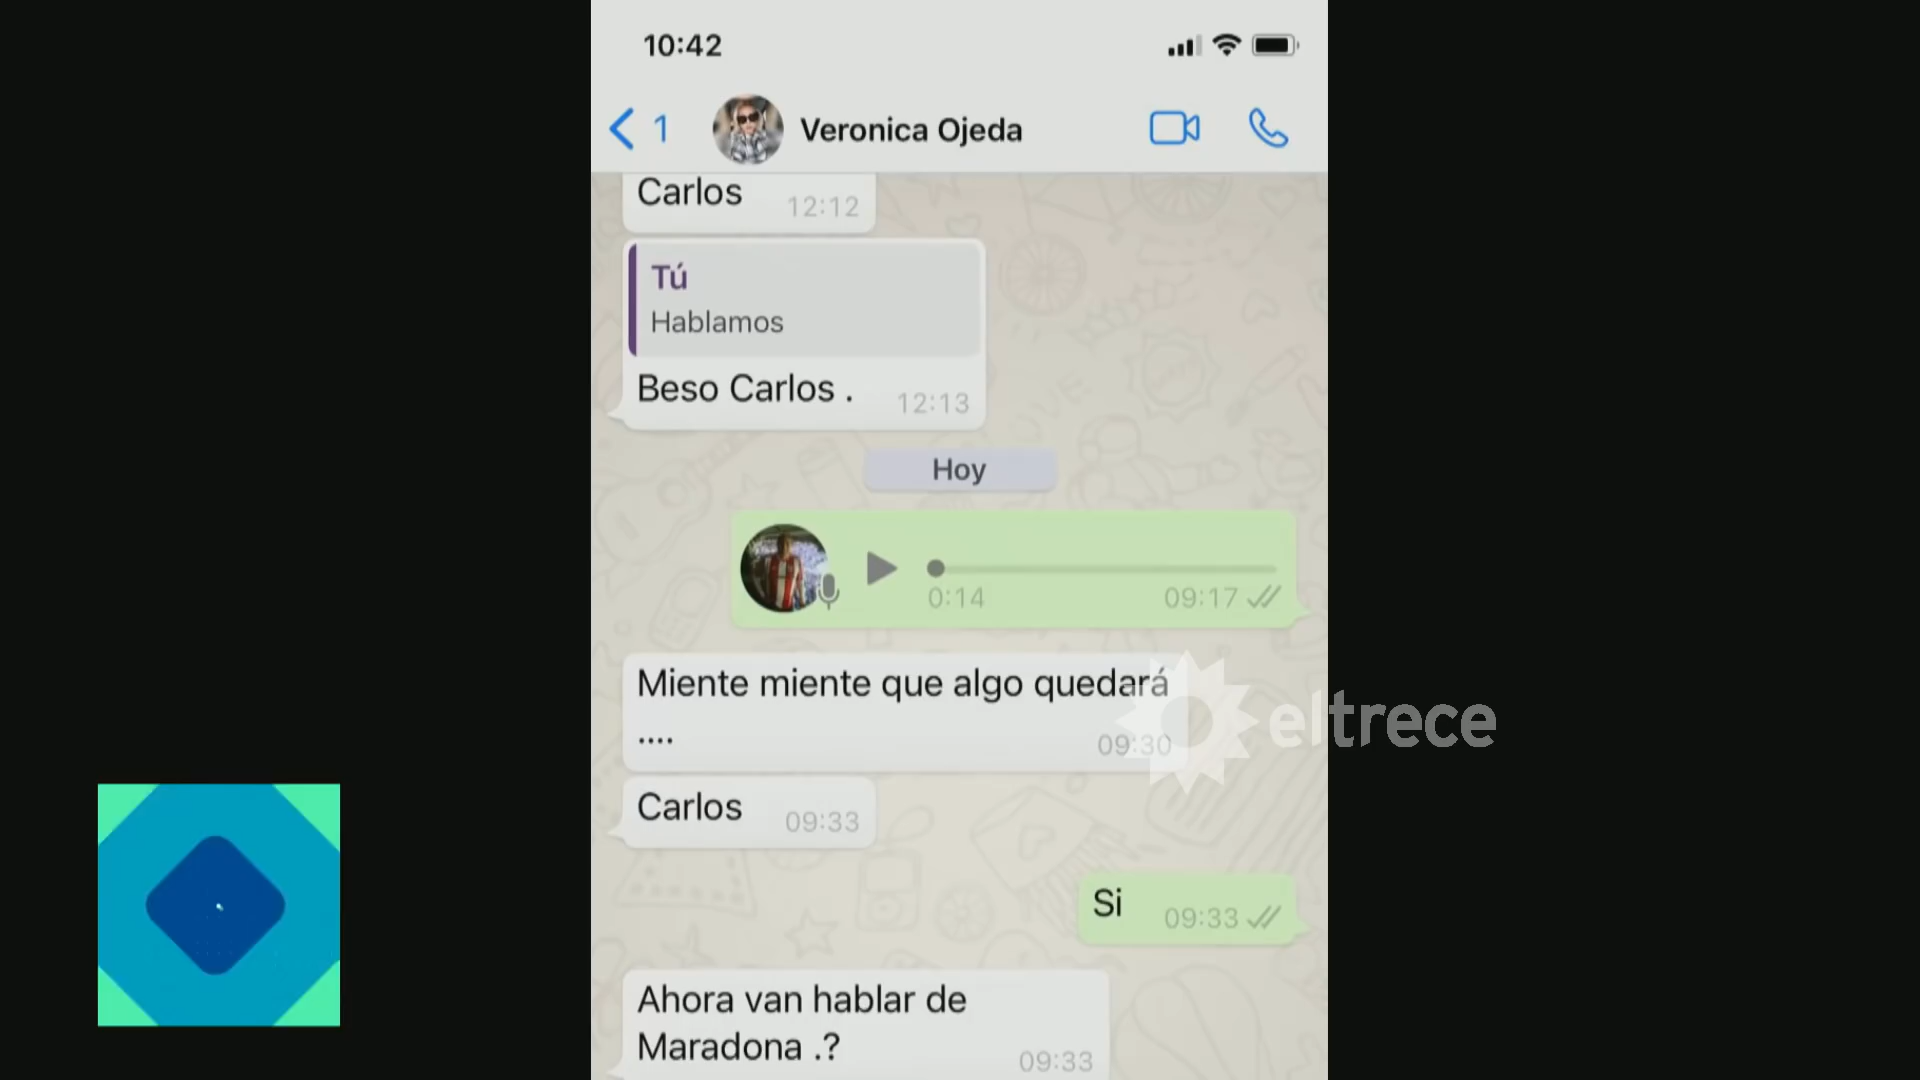 10:42
1
Veronica Ojeda
Carlos
12:12
Tú
Hablamos
Beso Carlos .
12:13
Hoy
0:14
09:17
Miente miente que algo quedará
....
09:30
eltrece
Carlos
09:33
Si
09:33
Ahora van hablar de
Maradona .?
09:33